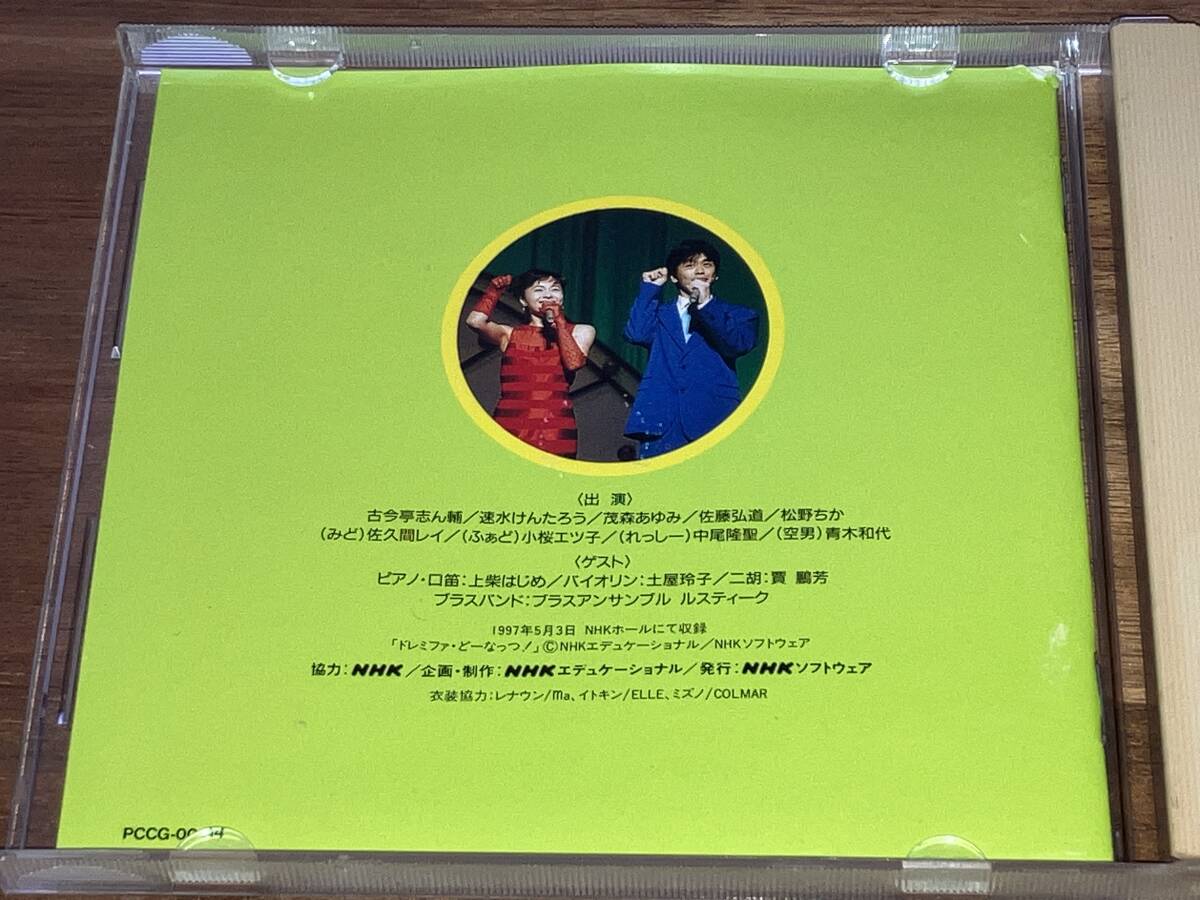 〈出 演〉
古今亭志ん輔／速水けんたろう／茂森あゆみ／佐藤弘道／松野ちか
(みど)佐久間レイ／(ふぁど)小桜エツ子／(れっしー)中尾隆聖／(空男)青木和代
〈ゲスト〉
ピアノ・口笛：上柴はじめ／バイオリン：土屋玲子／二胡：賈 鵬芳
ブラスバンド：ブラスアンサンブル ルスティーク
1997年5月3日 NHKホールにて収録
「ドレミファ・どーなっつ!」ⒸNHKエデュケーショナル／NHKソフトウェア
協力：NHK／企画・制作：NHKエデュケーショナル／発行：NHKソフトウェア
衣装協力：レナウン/Ma、イトキン/ELLE、ミズノ/COLMAR